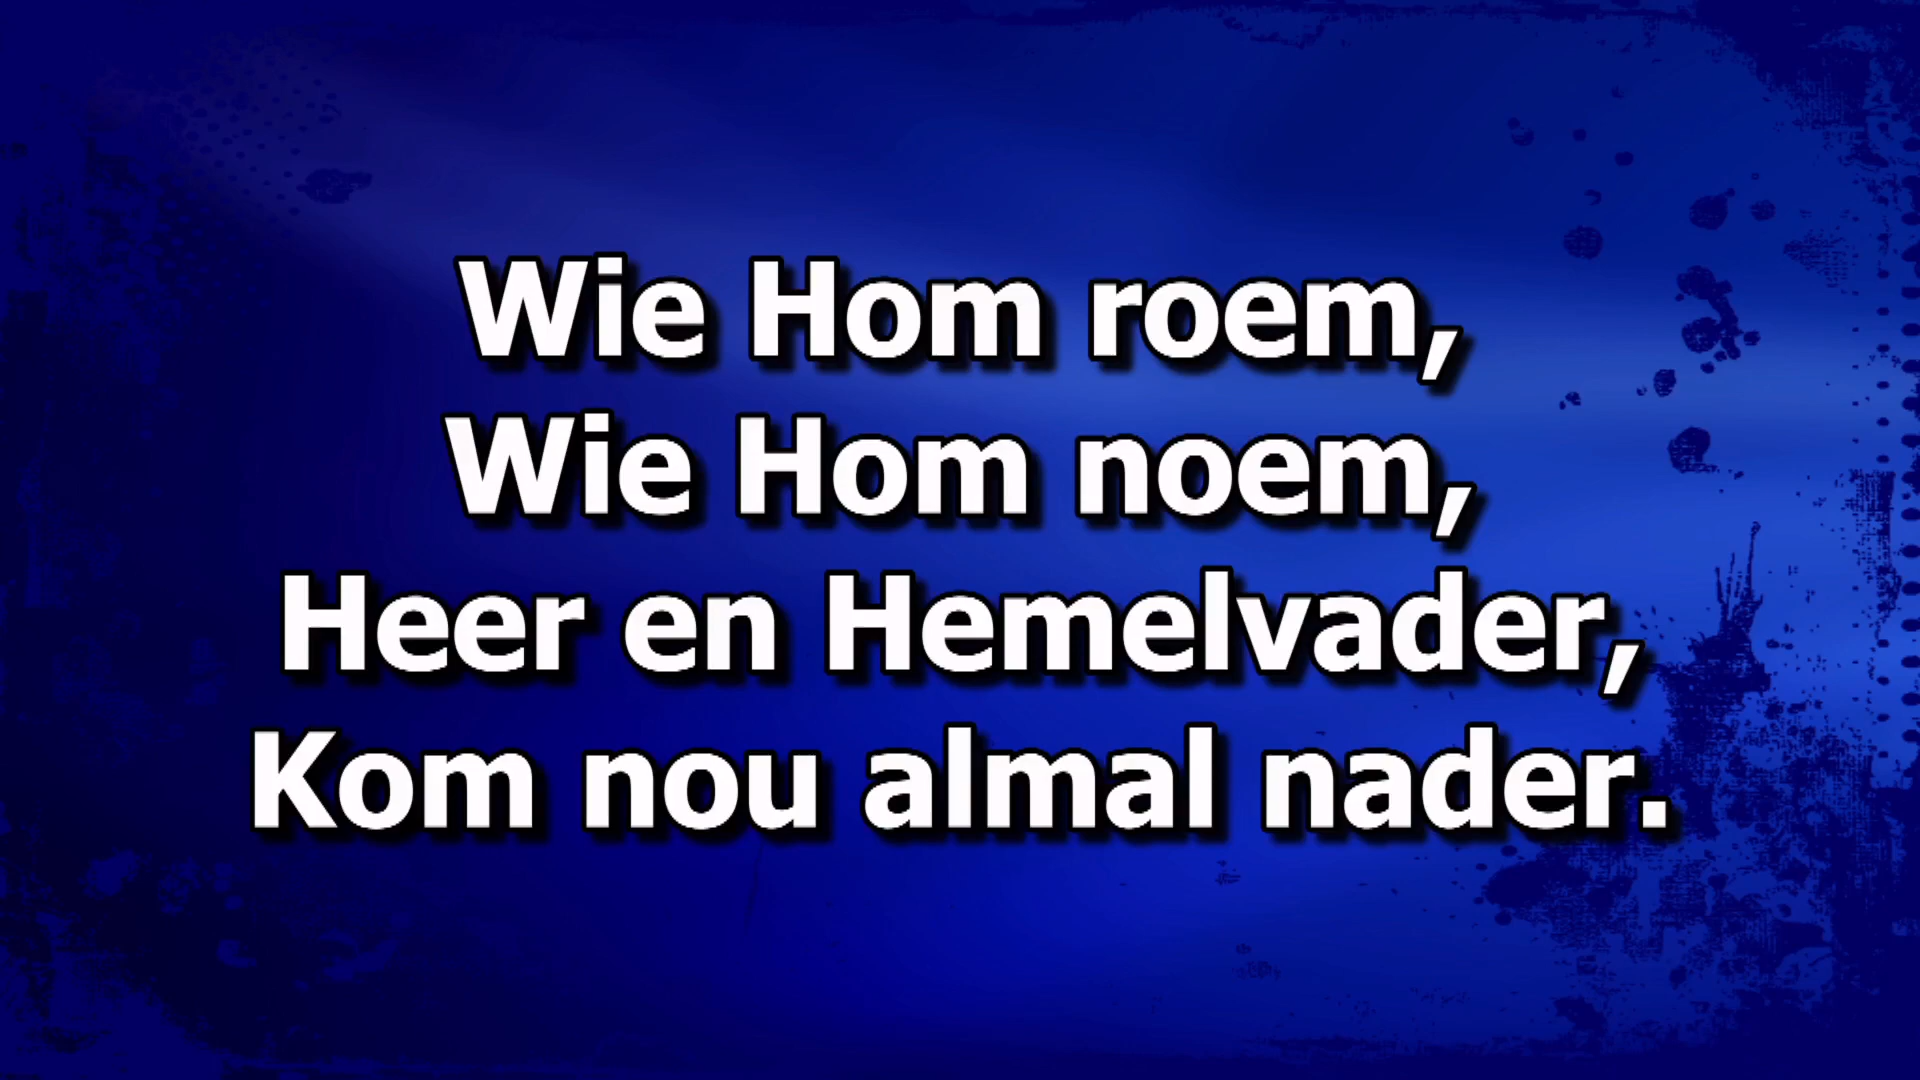 Wie Hom roem,
Wie Hom noem,
Heer en Hemelvader,
Kom nou almal nader.